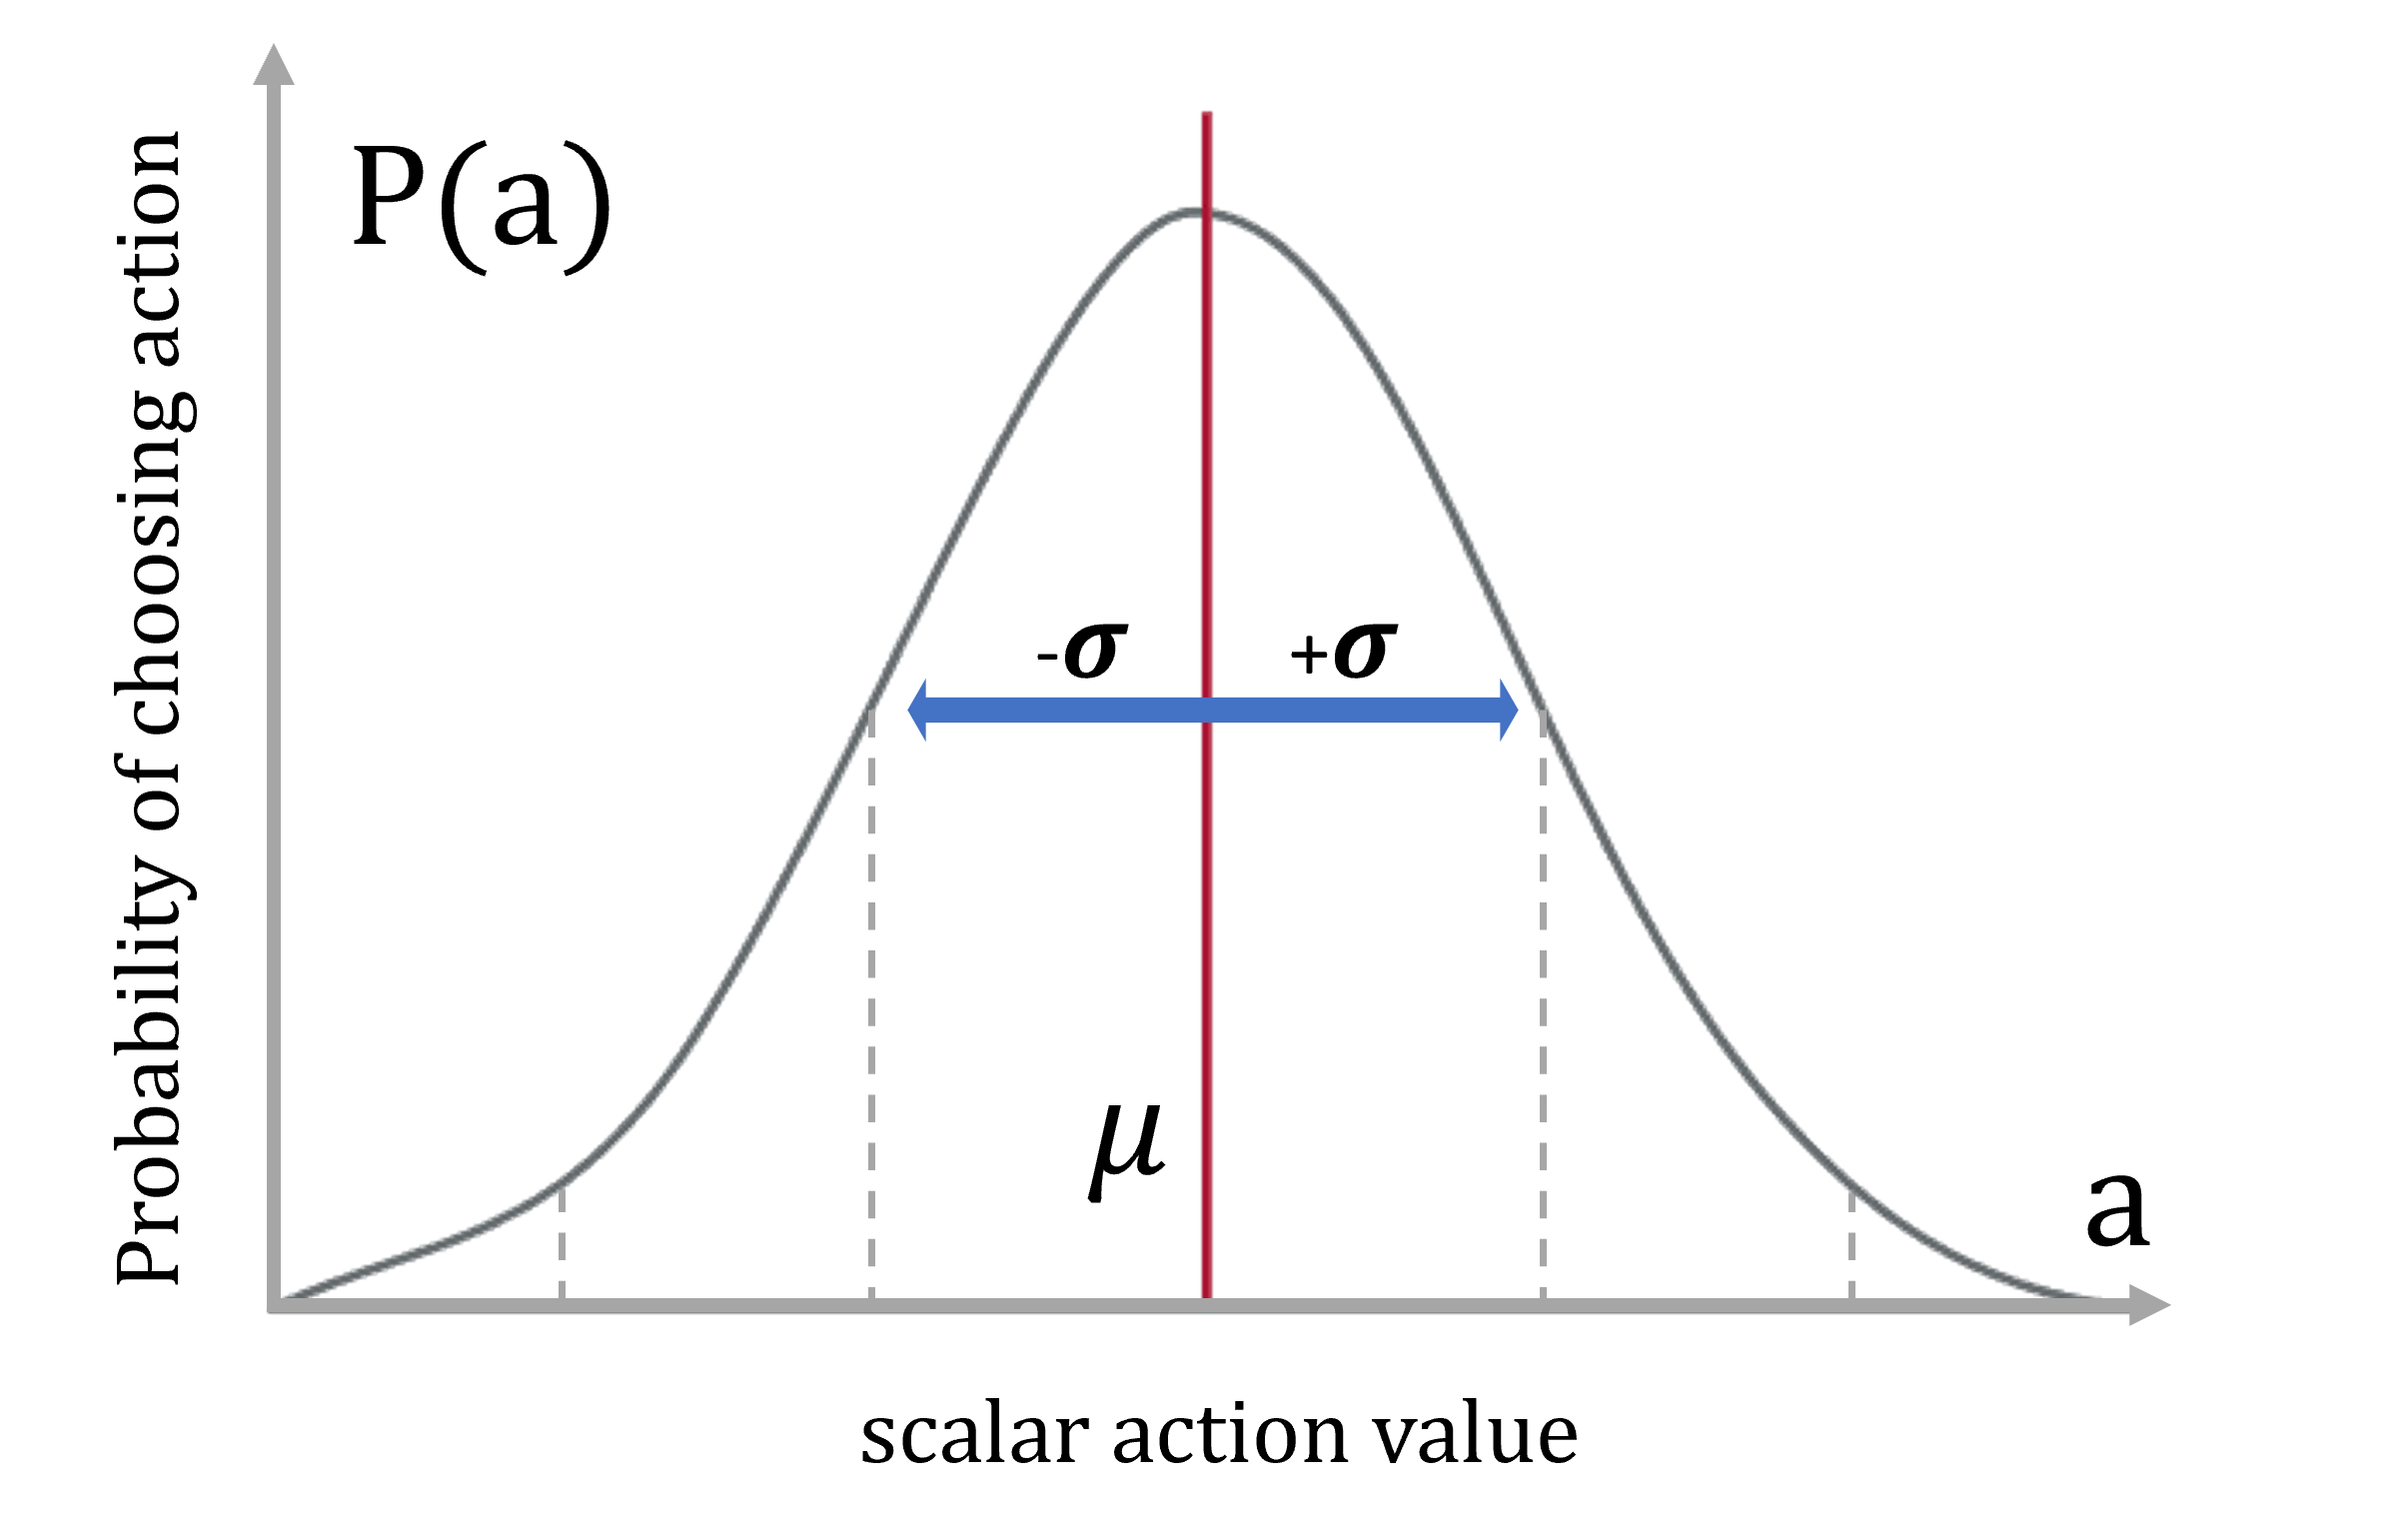 P(a)
Probability of choosing action
-σ
+σ
μ
a
scalar action value